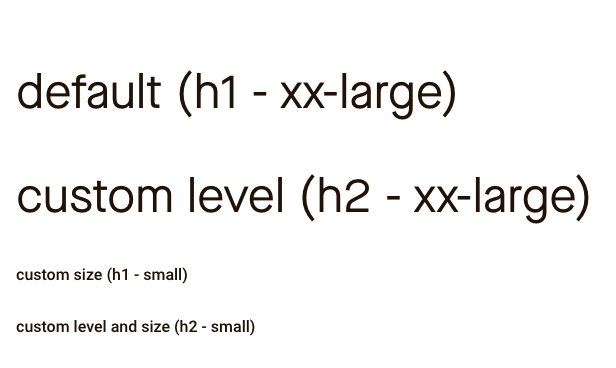 default (h1 - xx-large)
custom level (h2 - xx-large)
custom size (h1 - small)
custom level and size (h2 - small)